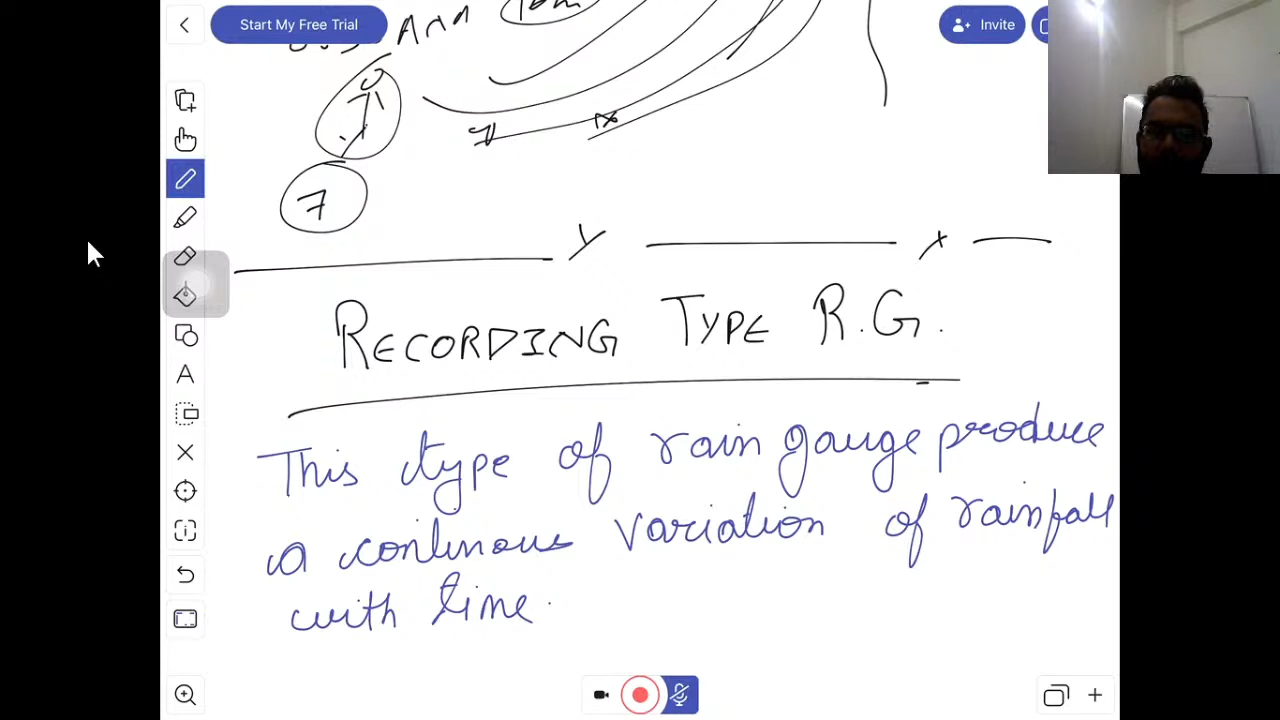 Start My Free Trial
Invite
7
RECORDING TYPE R.G.
This type of rain gauge produce
a continous variation of rainfall
with time.